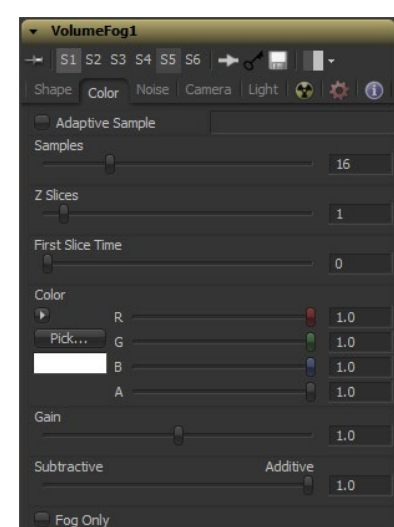 VolumeFog1
S1 S2 S3 S4 S5 S6
Shape Color Noise Camera Light
Adaptive Sample
Samples
16
Z Slices
1
First Slice Time
0
Color
R 1.0
Pick... G 1.0
B 1.0
A 1.0
Gain
1.0
Subtractive Additive
1.0
Fog Only